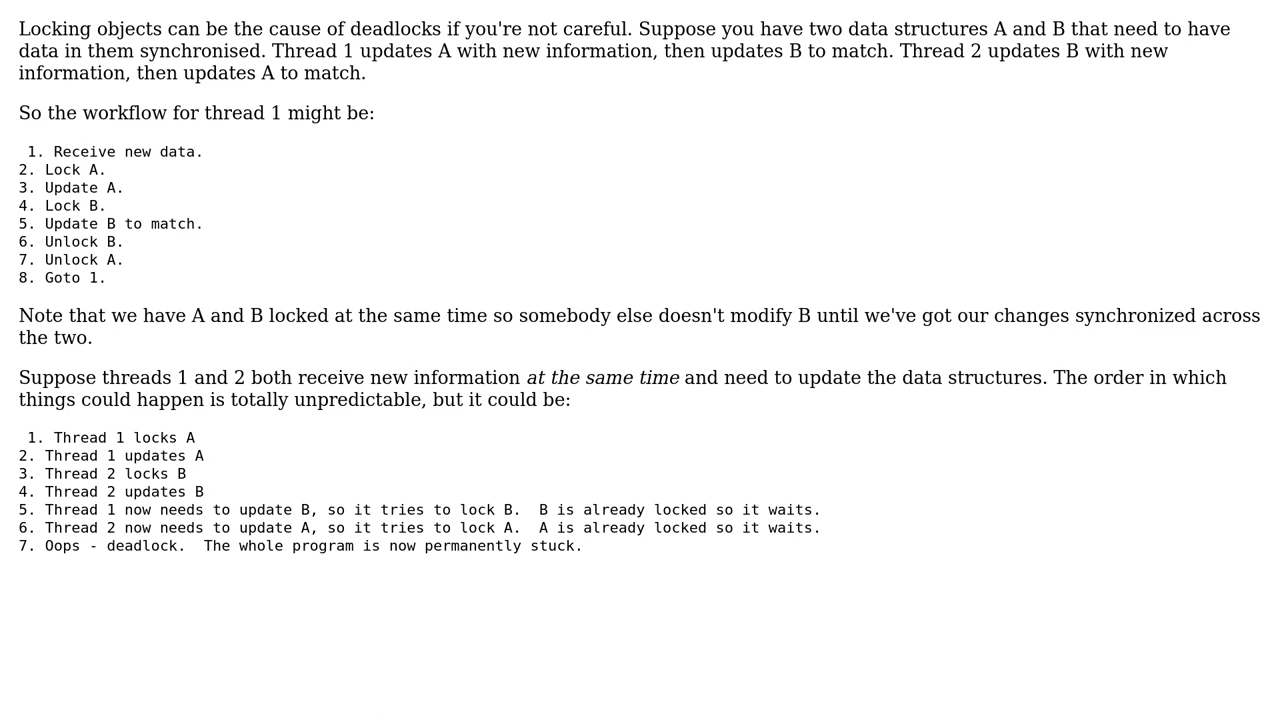 Locking objects can be the cause of deadlocks if you're not careful. Suppose you have two data structures A and B that need to have
data in them synchronised. Thread 1 updates A with new information, then updates B to match. Thread 2 updates B with new
information, then updates A to match.
So the workflow for thread 1 might be:
1. Receive new data.
2. Lock A.
3. Update A.
4. Lock B.
5. Update B to match.
6. Unlock B.
7. Unlock A.
8. Goto 1.
Note that we have A and B locked at the same time so somebody else doesn't modify B until we've got our changes synchronized across
the two.
Suppose threads 1 and 2 both receive new information at the same time and need to update the data structures. The order in which
things could happen is totally unpredictable, but it could be:
1. Thread 1 locks A
2. Thread 1 updates A
3. Thread 2 locks B
4. Thread 2 updates B
5. Thread 1 now needs to update B, so it tries to lock B.  B is already locked so it waits.
6. Thread 2 now needs to update A, so it tries to lock A.  A is already locked so it waits.
7. Oops - deadlock.  The whole program is now permanently stuck.